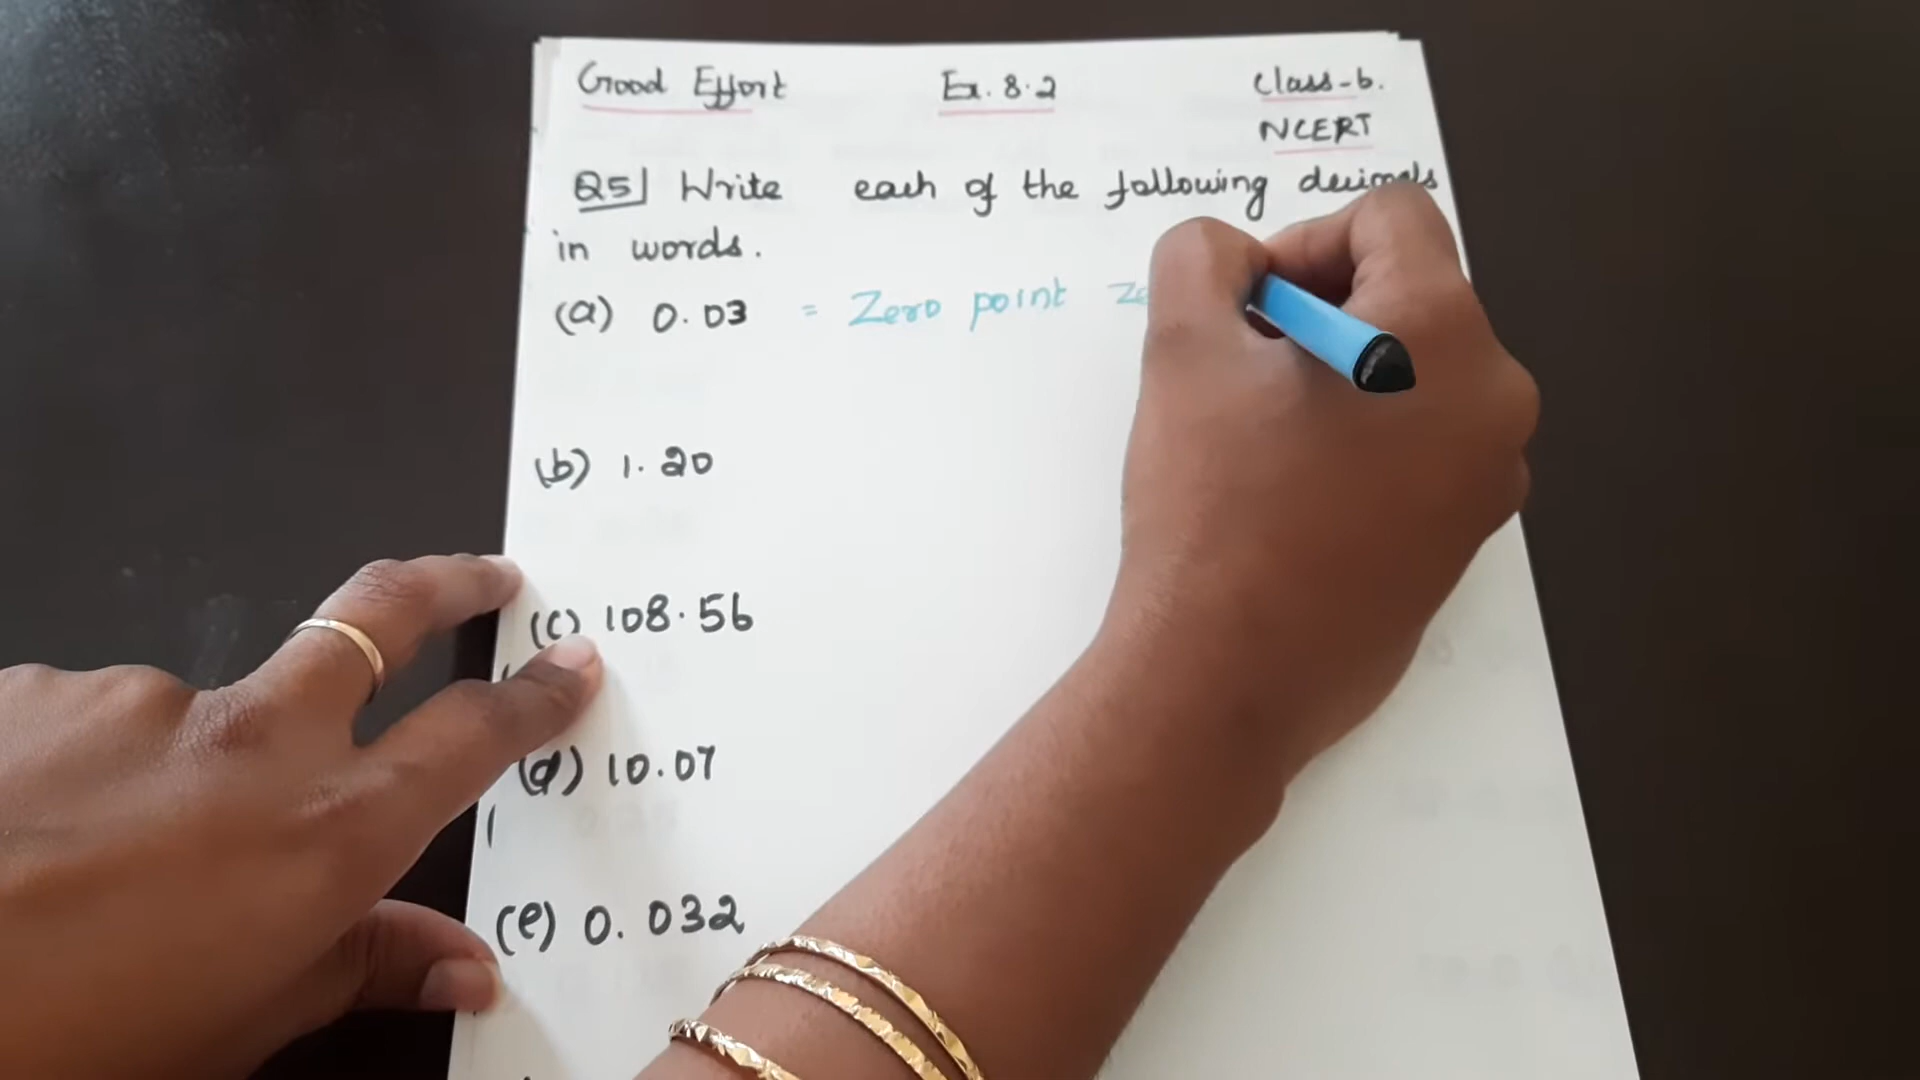 Good Effort Ex. 8.2 Class-6.
NCERT
Q5 Write each of the following decimals
in words.
(a) 0.03 = Zero point
(b) 1.20
(c) 108.56
(d) 10.07
(e) 0.032